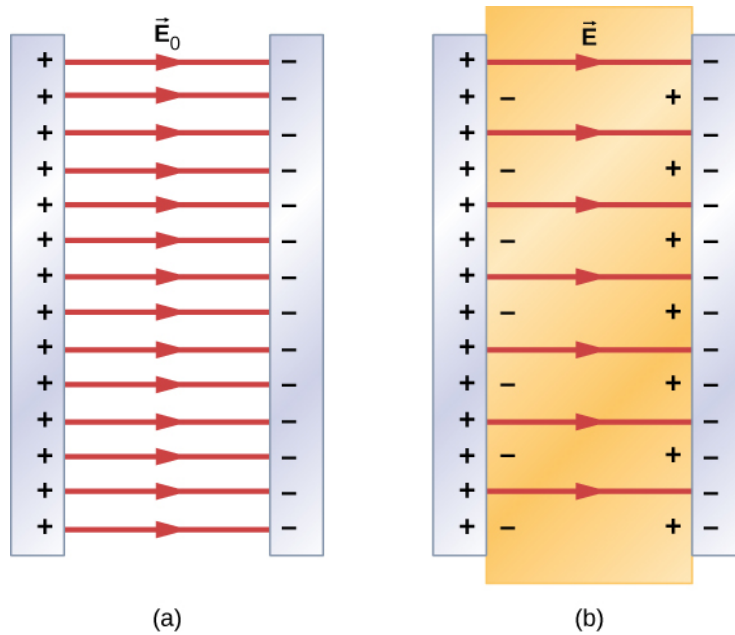 E⃗₀ E⃗
+ − + −
+ − + − + −
+ − + −
+ − + − + −
+ − + −
+ − + − + −
+ − + −
+ − + − + −
+ − + −
+ − + − + −
+ − + −
+ − + − + −
+ − + −
+ − + − + −
(a) (b)